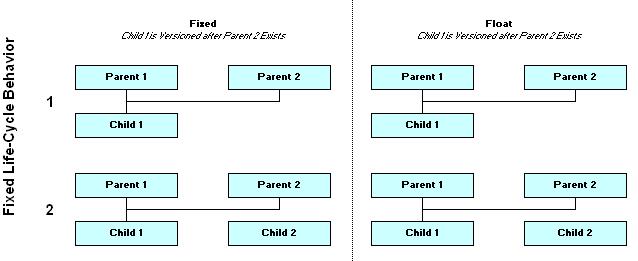 Fixed
Child 1 is Versioned after Parent 2 Exists
Float
Child 1 is Versioned after Parent 2 Exists
Fixed Life-Cycle Behavior
1
Parent 1
Parent 2
Child 1
Parent 1
Parent 2
Child 1
2
Parent 1
Parent 2
Child 1
Child 2
Parent 1
Parent 2
Child 1
Child 2